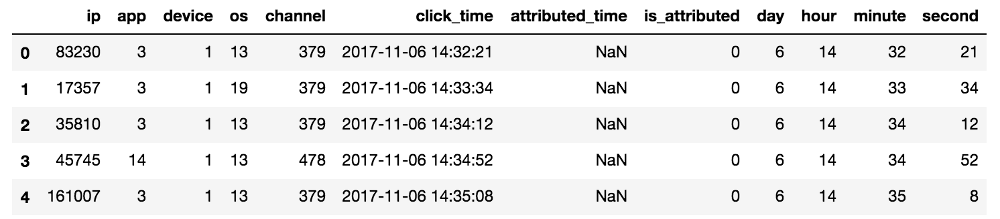 ip app device os channel click_time attributed_time is_attributed day hour minute second
0 83230 3 1 13 379 2017-11-06 14:32:21 NaN 0 6 14 32 21
1 17357 3 1 19 379 2017-11-06 14:33:34 NaN 0 6 14 33 34
2 35810 3 1 13 379 2017-11-06 14:34:12 NaN 0 6 14 34 12
3 45745 14 1 13 478 2017-11-06 14:34:52 NaN 0 6 14 34 52
4 161007 3 1 13 379 2017-11-06 14:35:08 NaN 0 6 14 35 8